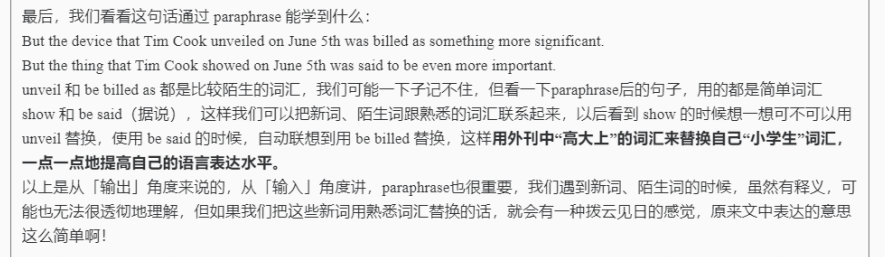 最后，我们看看这句话通过 paraphrase 能学到什么：
But the device that Tim Cook unveiled on June 5th was billed as something more significant.
But the thing that Tim Cook showed on June 5th was said to be even more important.
unveil 和 be billed as 都是比较陌生的词汇，我们可能一下子记不住，但看一下paraphrase后的句子，用的都是简单词汇
show 和 be said（据说），这样我们可以把新词、陌生词跟熟悉的词汇联系起来，以后看到 show 的时候想一想可不可以用
unveil 替换，使用 be said 的时候，自动联想到用 be billed 替换，这样用外刊中“高大上”的词汇来替换自己“小学生”词汇，
一点一点地提高自己的语言表达水平。
以上是从「输出」角度来说的，从「输入」角度讲，paraphrase也很重要，我们遇到新词、陌生词的时候，虽然有释义，可
能也无法很透彻地理解，但如果我们把这些新词用熟悉词汇替换的话，就会有一种拨云见日的感觉，原来文中表达的意思
这么简单啊！